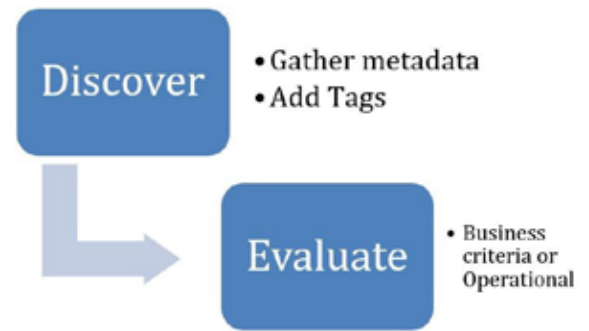 Discover
• Gather metadata
• Add Tags
Evaluate
• Business
criteria or
Operational